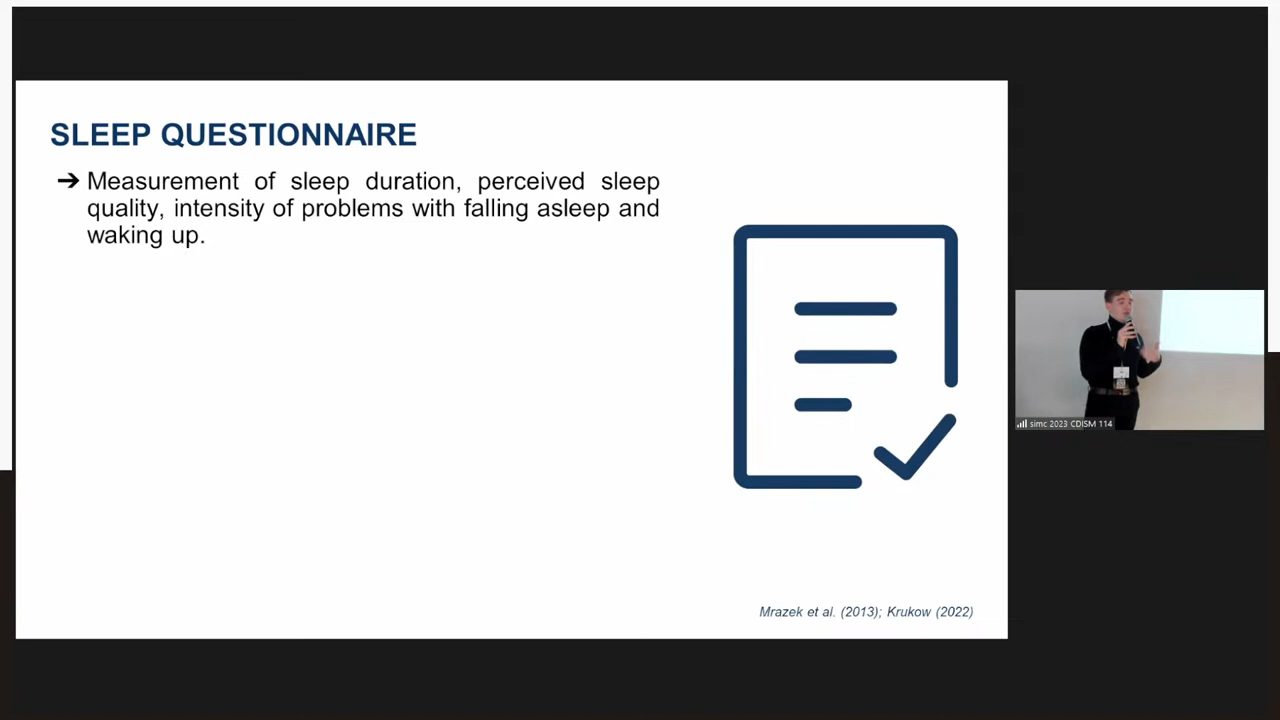 SLEEP QUESTIONNAIRE
➔ Measurement of sleep duration, perceived sleep
quality, intensity of problems with falling asleep and
waking up.
simc 2023 CDISM 114
Mrazek et al. (2013); Krukow (2022)